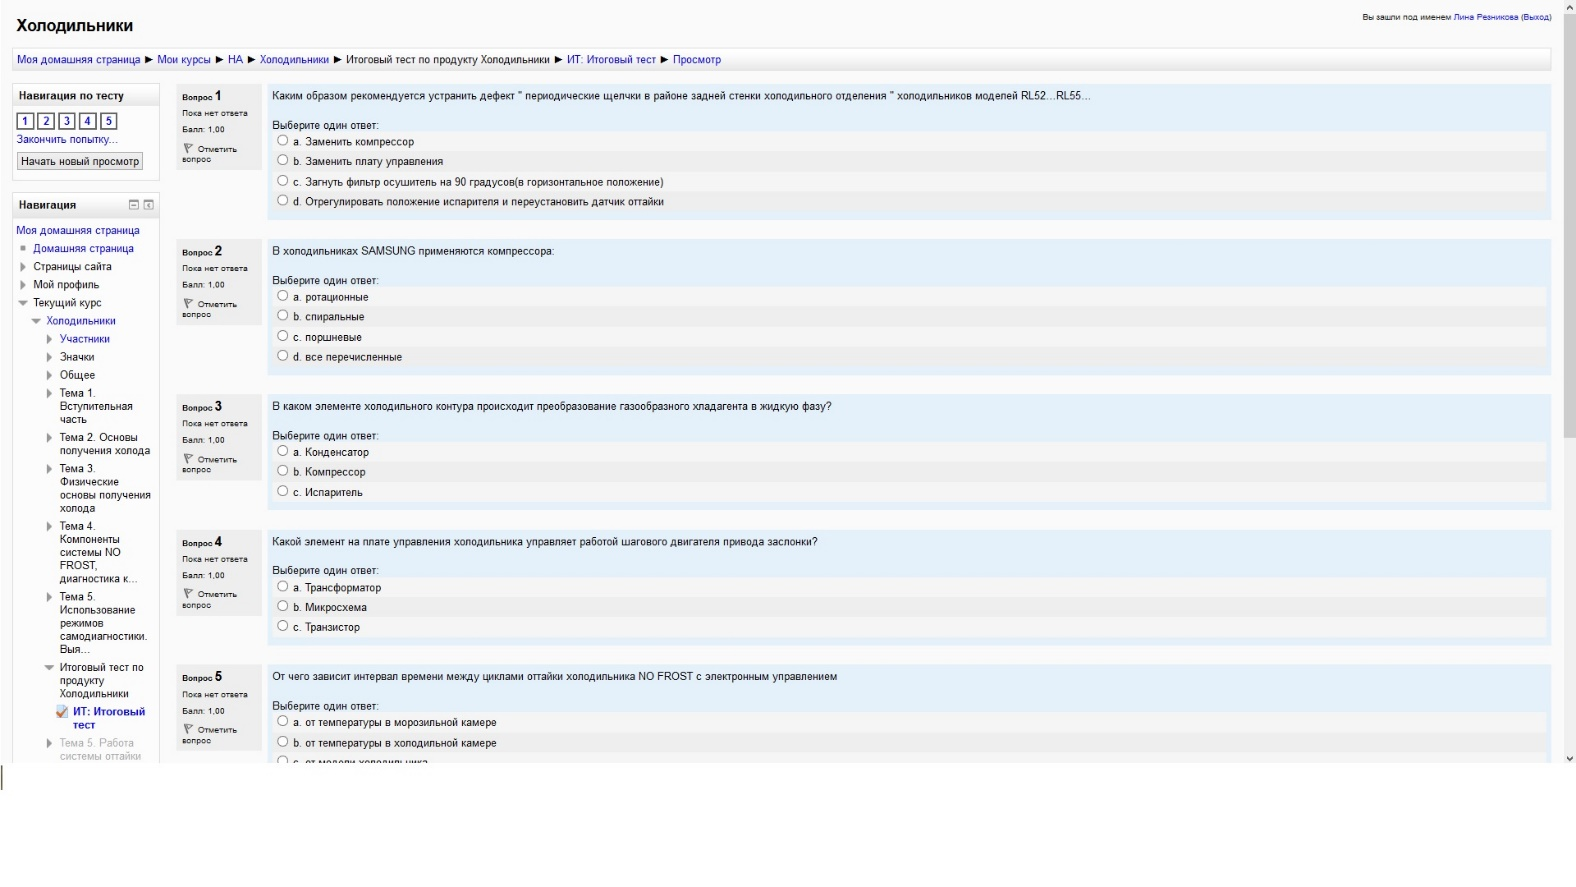 Холодильники
Вы зашли под именем Лина Резникова (Выход)
Моя домашняя страница ► Мои курсы ► НА ► Холодильники ► Итоговый тест по продукту Холодильники ► ИТ: Итоговый тест ► Просмотр
Навигация по тесту
1 2 3 4 5
Закончить попытку...
Начать новый просмотр
Навигация
Моя домашняя страница
Домашняя страница
Страницы сайта
Мой профиль
Текущий курс
Холодильники
Участники
Значки
Общее
Тема 1.
Вступительная
часть
Тема 2. Основы
получения холода
Тема 3.
Физические
основы получения
холода
Тема 4.
Компоненты
системы NO
FROST,
диагностика к...
Тема 5.
Использование
режимов
самодиагностики.
Выя...
Итоговый тест по
продукту
Холодильники
ИТ: Итоговый
тест
Тема 5. Работа
системы оттайки
Вопрос 1
Пока нет ответа
Балл: 1,00
Отметить
вопрос
Каким образом рекомендуется устранить дефект " периодические щелчки в районе задней стенки холодильного отделения " холодильников моделей RL52...RL55...
Выберите один ответ:
a. Заменить компрессор
b. Заменить плату управления
c. Загнуть фильтр осушитель на 90 градусов(в горизонтальное положение)
d. Отрегулировать положение испарителя и переустановить датчик оттайки
Вопрос 2
Пока нет ответа
Балл: 1,00
Отметить
вопрос
В холодильниках SAMSUNG применяются компрессора:
Выберите один ответ:
a. ротационные
b. спиральные
c. поршневые
d. все перечисленные
Вопрос 3
Пока нет ответа
Балл: 1,00
Отметить
вопрос
В каком элементе холодильного контура происходит преобразование газообразного хладагента в жидкую фазу?
Выберите один ответ:
a. Конденсатор
b. Компрессор
c. Испаритель
Вопрос 4
Пока нет ответа
Балл: 1,00
Отметить
вопрос
Какой элемент на плате управления холодильника управляет работой шагового двигателя привода заслонки?
Выберите один ответ:
a. Трансформатор
b. Микросхема
c. Транзистор
Вопрос 5
Пока нет ответа
Балл: 1,00
Отметить
вопрос
От чего зависит интервал времени между циклами оттайки холодильника NO FROST с электронным управлением
Выберите один ответ:
a. от температуры в морозильной камере
b. от температуры в холодильной камере
c. от модели холодильника